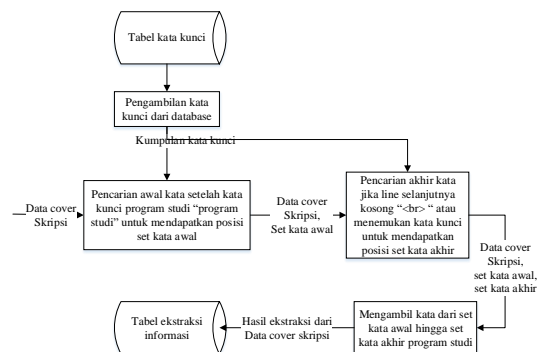 Tabel kata kunci
Pengambilan kata
kunci dari database
Kumpulan kata kunci
Data cover
Skripsi
Pencarian awal kata setelah kata
kunci program studi “program
studi” untuk mendapatkan posisi
set kata awal
Data cover
Skripsi,
Set kata awal
Pencarian akhir kata
jika line selanjutnya
kosong “<br> “ atau
menemukan kata kunci
untuk mendapatkan
posisi set kata akhir
Data cover
Skripsi,
set kata awal,
set kata akhir
Tabel ekstraksi
informasi
Hasil ekstraksi dari
Data cover skripsi
Mengambil kata dari set
kata awal hingga set
kata akhir program studi